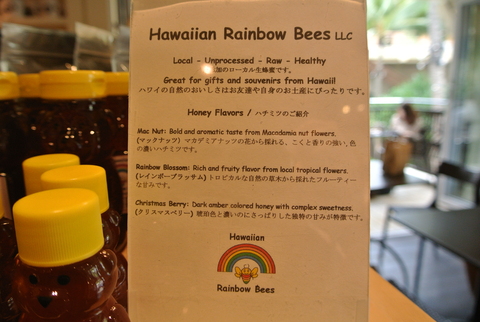 Hawaiian Rainbow Bees LLC
Local - Unprocessed - Raw - Healthy
加のローカル生蜂蜜です。
Great for gifts and souvenirs from Hawaii!
ハワイの自然のおいしさはお友達や自身のお土産にぴったりです。
Honey Flavors / ハチミツのご紹介
Mac Nut: Bold and aromatic taste from Macadamia nut flowers.
(マックナッツ) マカデミアナッツの花から採れる、こくと香りの強い, 色
の濃いハチミツです。
Rainbow Blossom: Rich and fruity flavor from local tropical flowers.
(レインボーブラッサム) トロピカルな自然の草木から採れたフルーティー
な甘みです。
Christmas Berry: Dark amber colored honey with complex sweetness.
(クリスマスベリー) 琥珀色と濃いのにさっぱりした独特の甘みが特徴です。
Hawaiian
Rainbow Bees